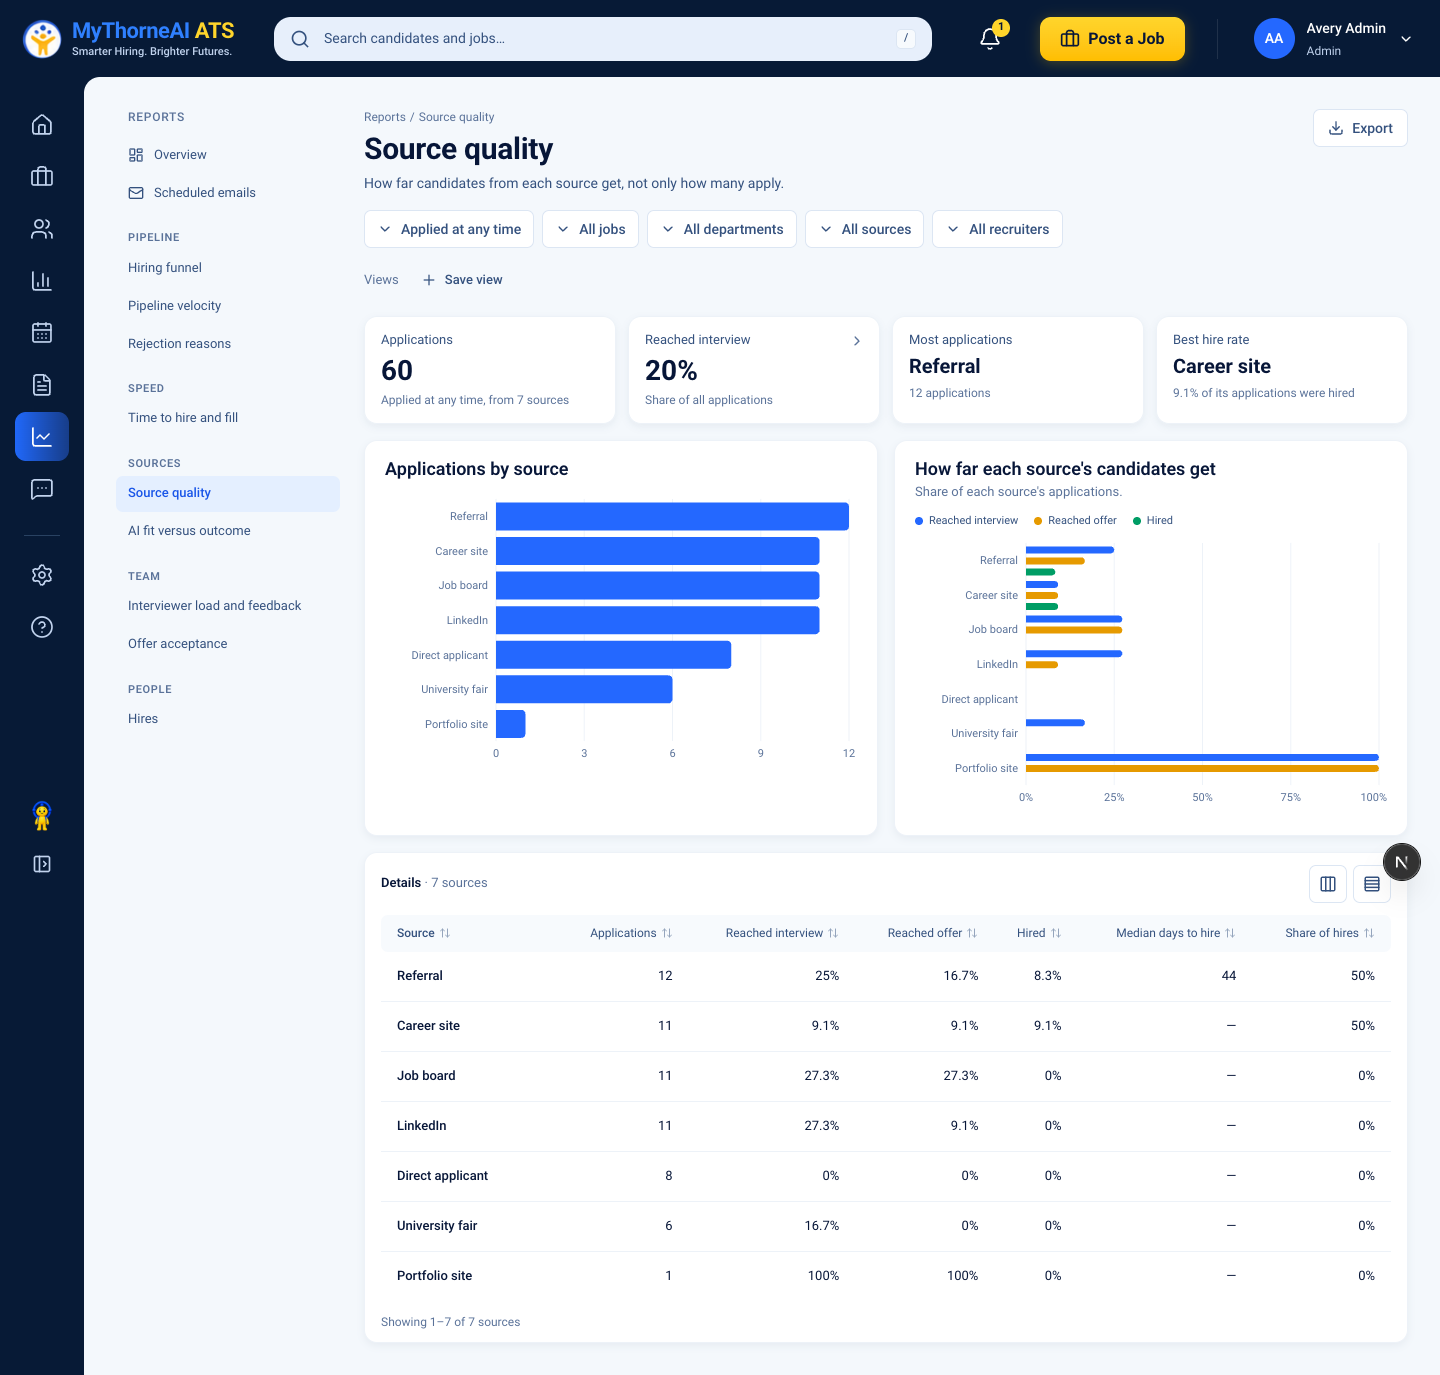 MyThorneAI ATS
Smarter Hiring. Brighter Futures.
Search candidates and jobs...
/
1
Post a Job
AA
Avery Admin
Admin
REPORTS
Overview
Scheduled emails
PIPELINE
Hiring funnel
Pipeline velocity
Rejection reasons
SPEED
Time to hire and fill
SOURCES
Source quality
AI fit versus outcome
TEAM
Interviewer load and feedback
Offer acceptance
PEOPLE
Hires
Reports / Source quality
Source quality
How far candidates from each source get, not only how many apply.
Export
Applied at any time
All jobs
All departments
All sources
All recruiters
Views
Save view
Applications
60
Applied at any time, from 7 sources
Reached interview
20%
Share of all applications
Most applications
Referral
12 applications
Best hire rate
Career site
9.1% of its applications were hired
Applications by source
Referral
Career site
Job board
LinkedIn
Direct applicant
University fair
Portfolio site
0 3 6 9 12
How far each source's candidates get
Share of each source's applications.
Reached interview Reached offer Hired
Referral
Career site
Job board
LinkedIn
Direct applicant
University fair
Portfolio site
0% 25% 50% 75% 100%
Details · 7 sources
N
Source Applications Reached interview Reached offer Hired Median days to hire Share of hires
Referral 12 25% 16.7% 8.3% 44 50%
Career site 11 9.1% 9.1% 9.1% — 50%
Job board 11 27.3% 27.3% 0% — 0%
LinkedIn 11 27.3% 9.1% 0% — 0%
Direct applicant 8 0% 0% 0% — 0%
University fair 6 16.7% 0% 0% — 0%
Portfolio site 1 100% 100% 0% — 0%
Showing 1–7 of 7 sources